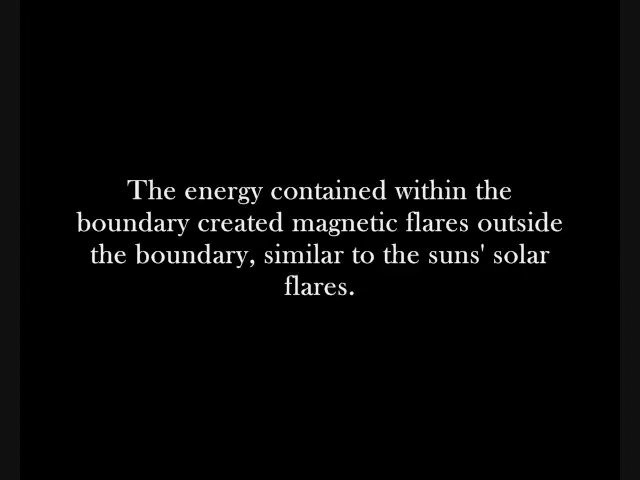 The energy contained within the
boundary created magnetic flares outside
the boundary, similar to the suns' solar
flares.